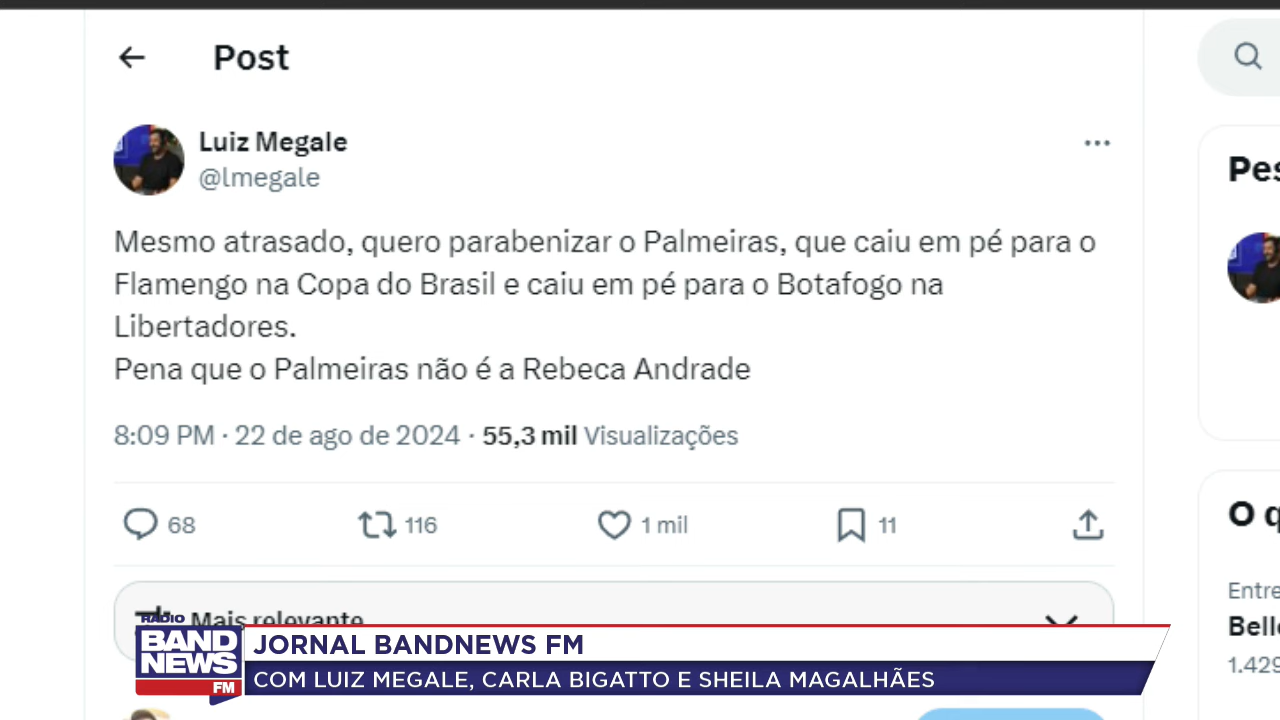 Post
Luiz Megale
@lmegale
Mesmo atrasado, quero parabenizar o Palmeiras, que caiu em pé para o
Flamengo na Copa do Brasil e caiu em pé para o Botafogo na
Libertadores.
Pena que o Palmeiras não é a Rebeca Andrade
8:09 PM · 22 de ago de 2024 · 55,3 mil Visualizações
68 116 1 mil 11
Mais relevante
Pes
O q
Entre
Bell
1.429
RÁDIO
BAND
NEWS
FM
JORNAL BANDNEWS FM
COM LUIZ MEGALE, CARLA BIGATTO E SHEILA MAGALHÃES